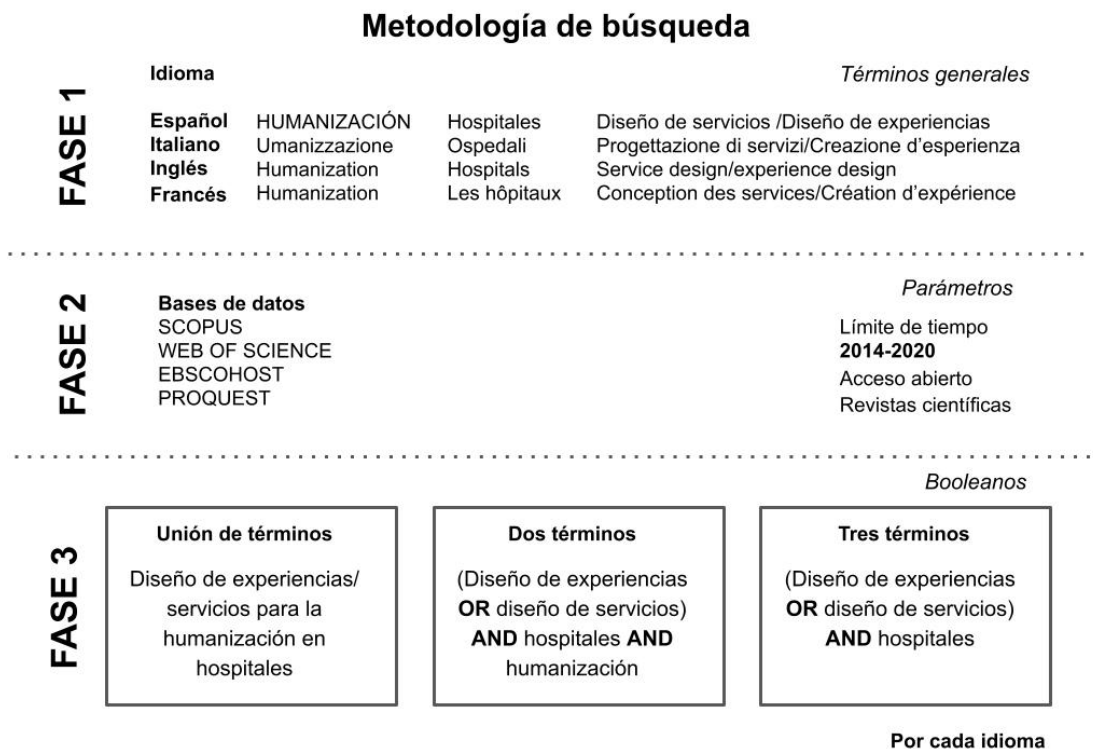 Metodología de búsqueda
FASE 1
Idioma
Términos generales
Español HUMANIZACIÓN Hospitales Diseño de servicios /Diseño de experiencias
Italiano Umanizzazione Ospedali Progettazione di servizi/Creazione d'esperienza
Inglés Humanization Hospitals Service design/experience design
Francés Humanization Les hôpitaux Conception des services/Création d'expérience
FASE 2
Parámetros
Bases de datos
SCOPUS
WEB OF SCIENCE
EBSCOHOST
PROQUEST
Límite de tiempo
2014-2020
Acceso abierto
Revistas científicas
FASE 3
Booleanos
Unión de términos
Diseño de experiencias/
servicios para la
humanización en
hospitales
Dos términos
(Diseño de experiencias
OR diseño de servicios)
AND hospitales AND
humanización
Tres términos
(Diseño de experiencias
OR diseño de servicios)
AND hospitales
Por cada idioma